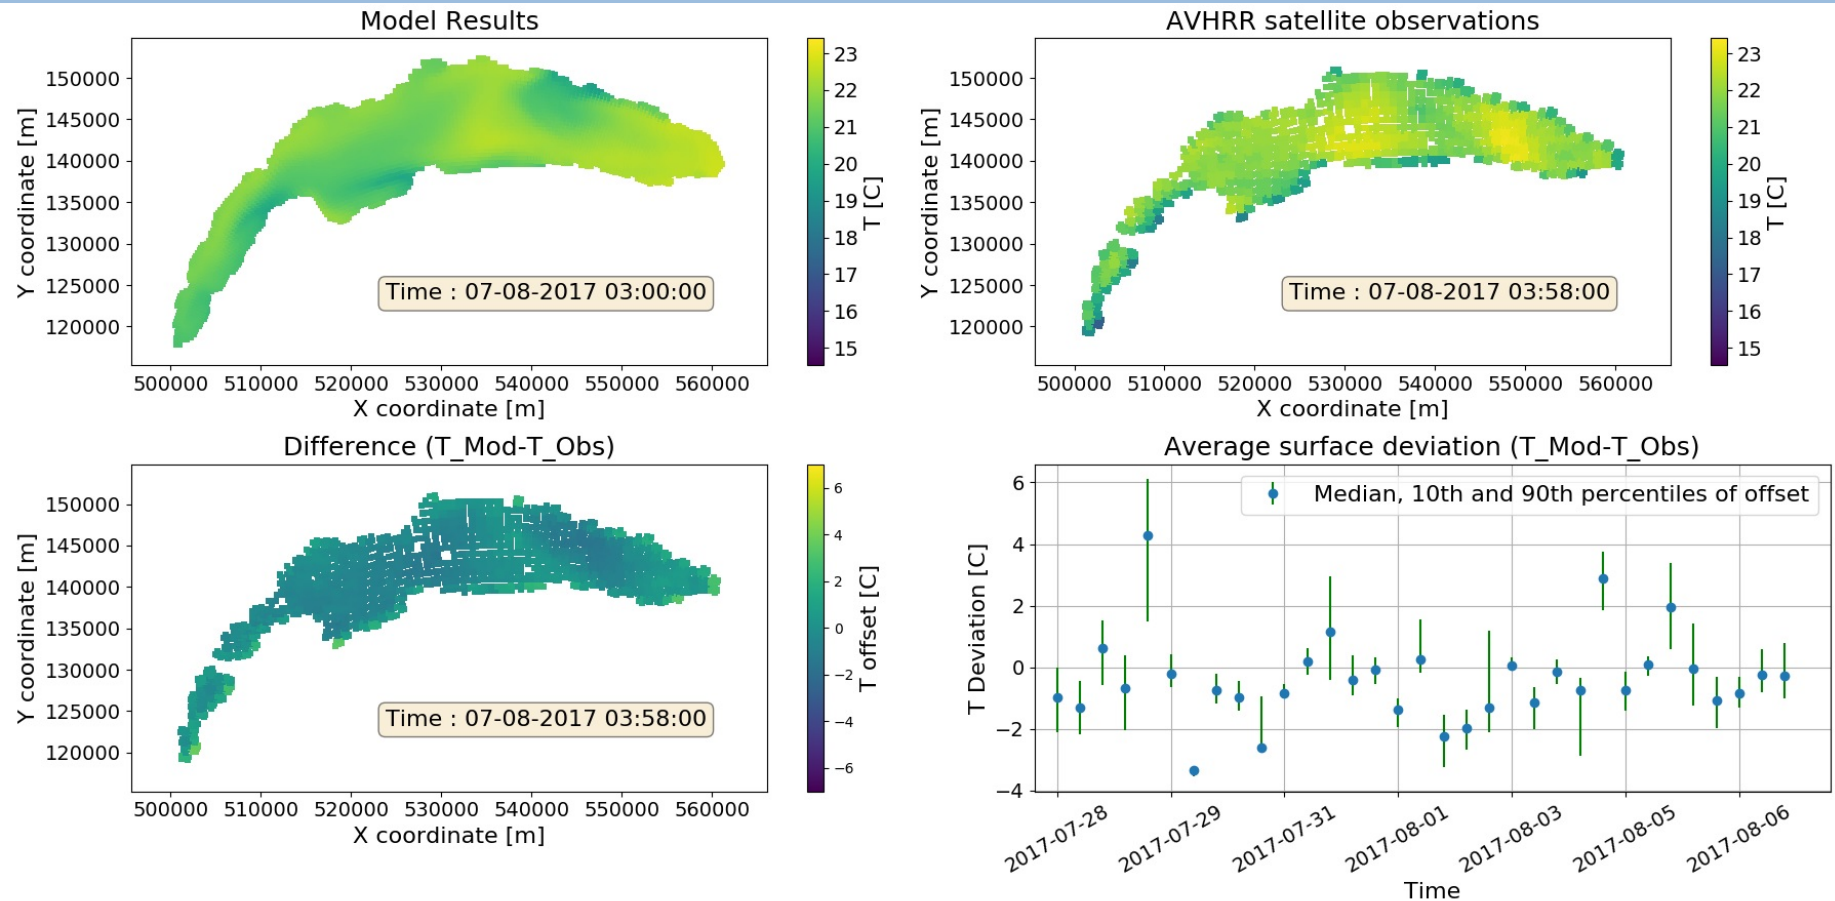 Model Results
Y coordinate [m]
150000
145000
140000
135000
130000
125000
120000
Time : 07-08-2017 03:00:00
500000 510000 520000 530000 540000 550000 560000
X coordinate [m]
23
22
21
20
19
18
17
16
15
T [C]
AVHRR satellite observations
Y coordinate [m]
150000
145000
140000
135000
130000
125000
120000
Time : 07-08-2017 03:58:00
500000 510000 520000 530000 540000 550000 560000
X coordinate [m]
23
22
21
20
19
18
17
16
15
T [C]
Difference (T_Mod-T_Obs)
Y coordinate [m]
150000
145000
140000
135000
130000
125000
120000
Time : 07-08-2017 03:58:00
500000 510000 520000 530000 540000 550000 560000
X coordinate [m]
6
4
2
0
−2
−4
−6
T offset [C]
Average surface deviation (T_Mod-T_Obs)
T Deviation [C]
6
4
2
0
−2
−4
Median, 10th and 90th percentiles of offset
2017-07-28 2017-07-29 2017-07-31 2017-08-01 2017-08-03 2017-08-05 2017-08-06
Time